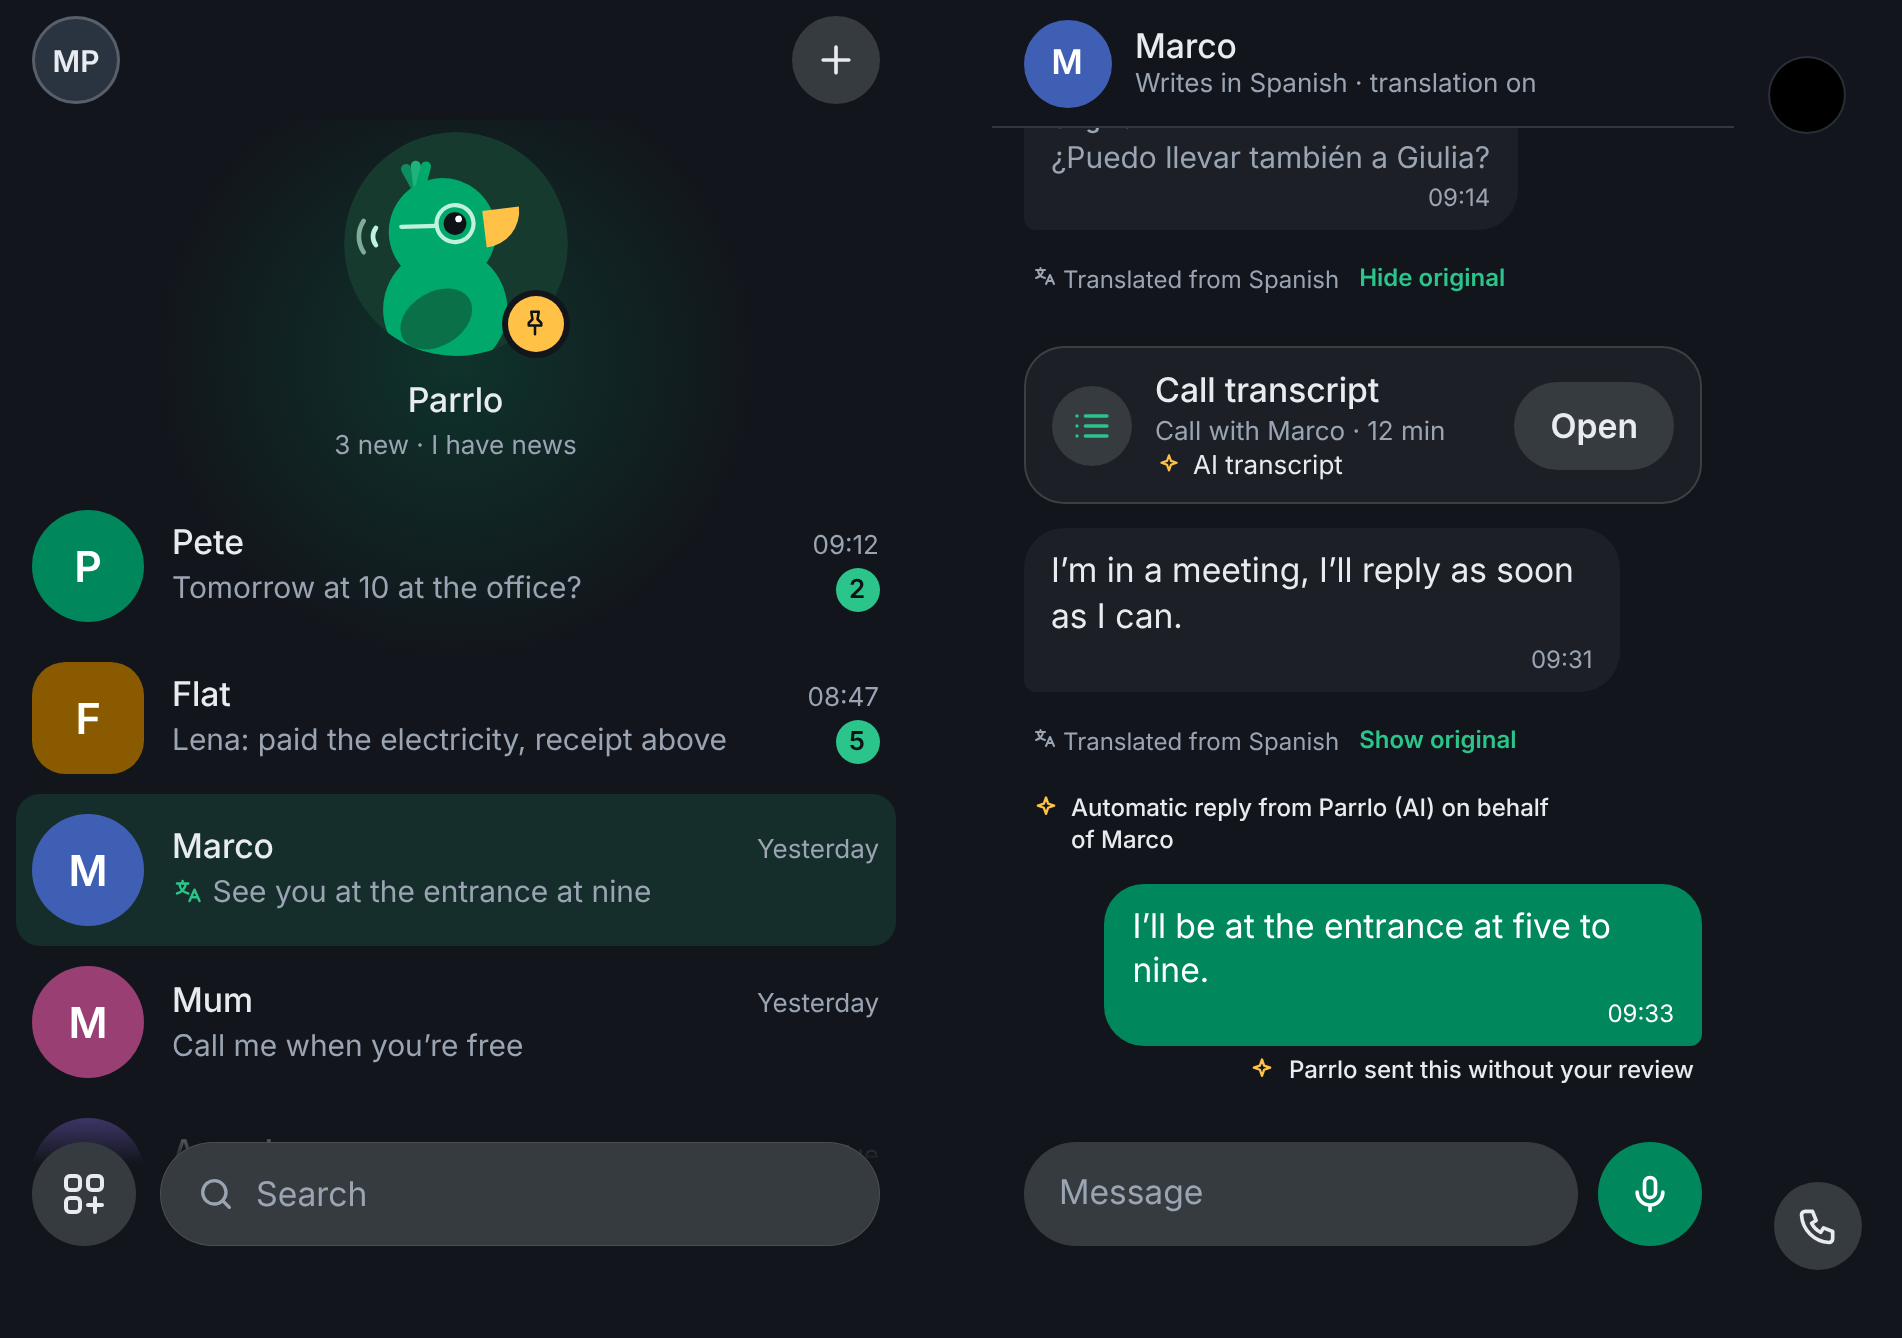 MP
Parrlo
3 new · I have news
P
Pete
09:12
Tomorrow at 10 at the office?
2
F
Flat
08:47
Lena: paid the electricity, receipt above
5
M
Marco
Yesterday
See you at the entrance at nine
M
Mum
Yesterday
Call me when you’re free
Search
M
Marco
Writes in Spanish · translation on
¿Puedo llevar también a Giulia?
09:14
Translated from Spanish Hide original
Call transcript
Call with Marco · 12 min
AI transcript
Open
I’m in a meeting, I’ll reply as soon
as I can.
09:31
Translated from Spanish Show original
Automatic reply from Parrlo (AI) on behalf
of Marco
I’ll be at the entrance at five to
nine.
09:33
Parrlo sent this without your review
Message